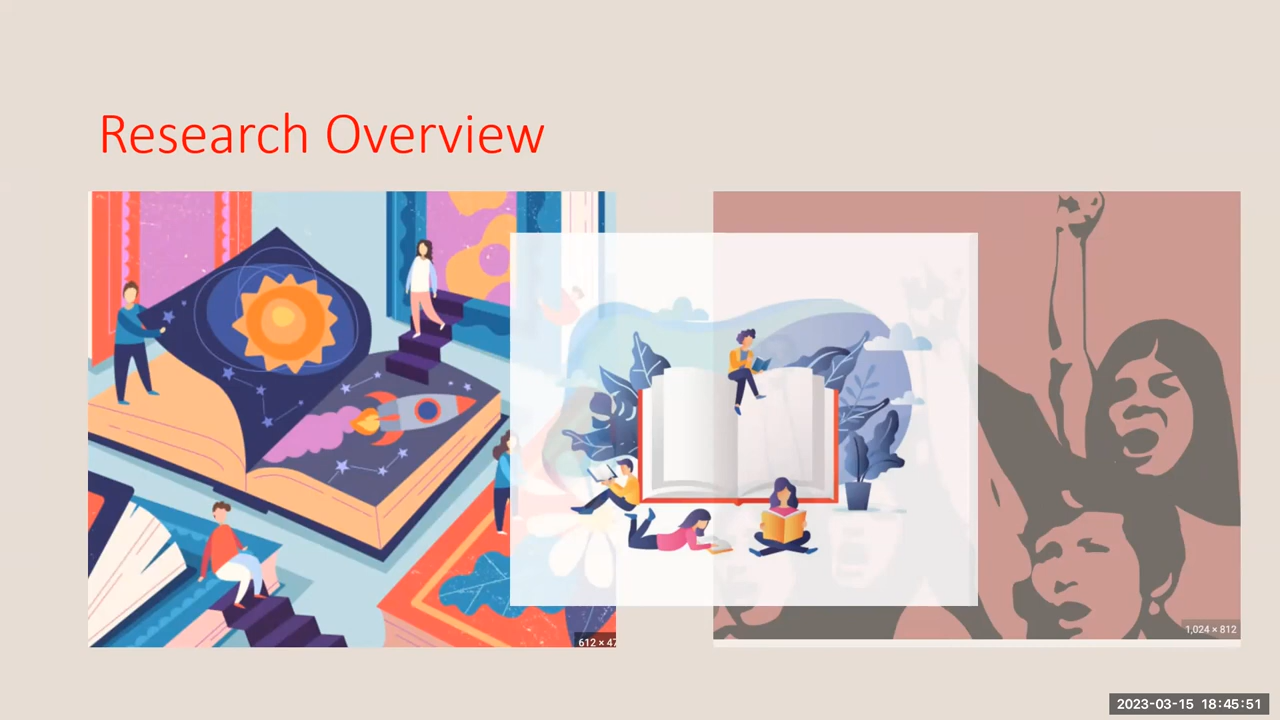 Research Overview
612 × 47
1,024 × 812
2023-03-15 18:45:51